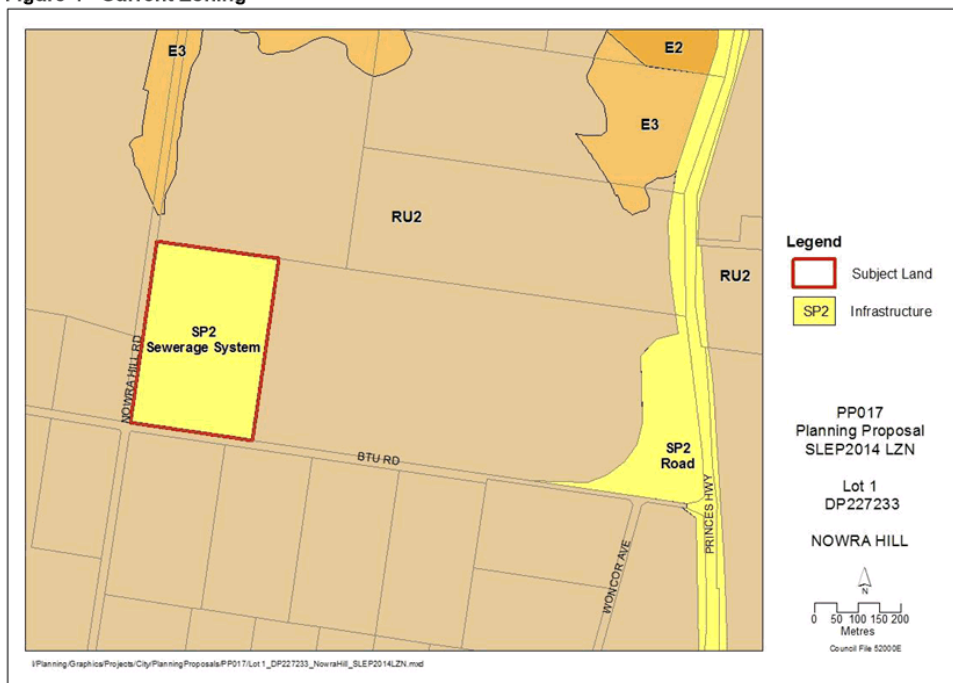 Figure 1 - Current Zoning
E3
E2
E3
RU2
RU2
SP2
Sewerage System
NOWRA HILL RD
BTU RD
SP2
Road
PRINCES HWY
WONCOR AVE
Legend
Subject Land
SP2 Infrastructure
PP017
Planning Proposal
SLEP2014 LZN
Lot 1
DP227233
NOWRA HILL
N
0 50 100 150 200
Metres
Council File 52000E
I/Planning/Graphics/Projects/City/PlanningProposals/PP017/Lot 1_DP227233_NowraHill_SLEP2014LZN.mxd